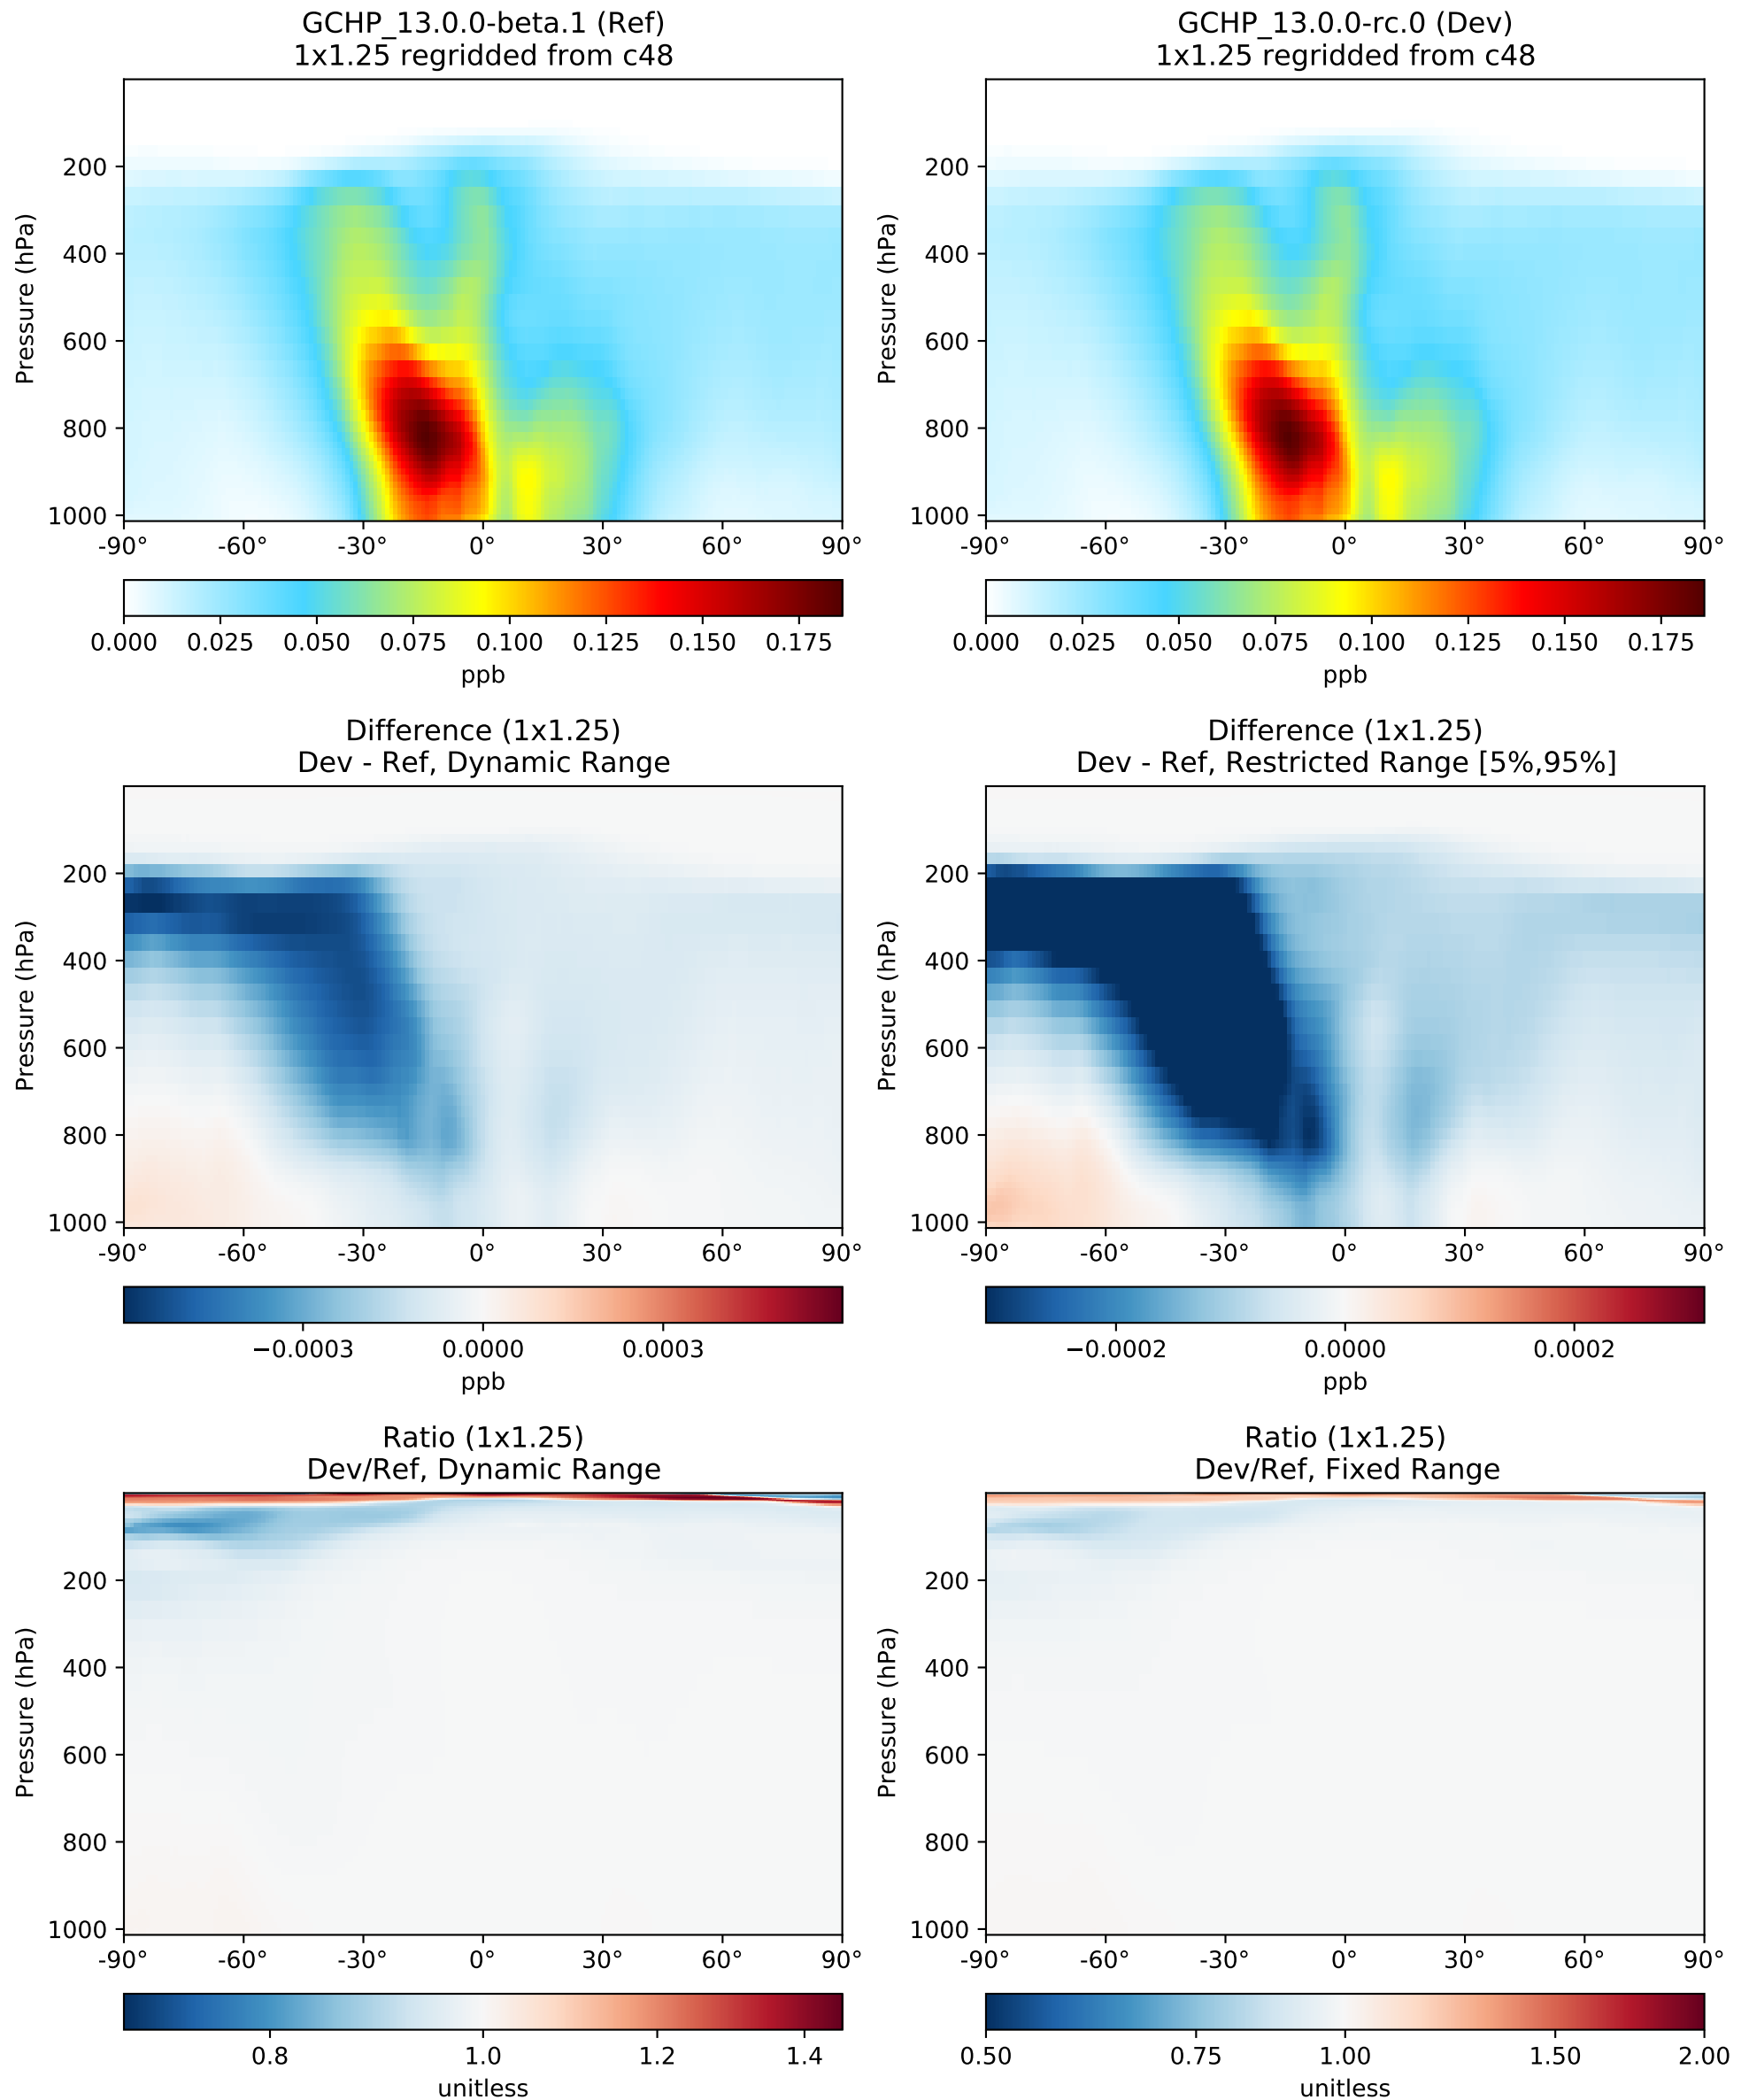 GCHP_13.0.0-beta.1 (Ref)
1x1.25 regridded from c48
Pressure (hPa)
200
400
600
800
1000
-90° -60° -30° 0° 30° 60° 90°
0.000 0.025 0.050 0.075 0.100 0.125 0.150 0.175
ppb
GCHP_13.0.0-rc.0 (Dev)
1x1.25 regridded from c48
Pressure (hPa)
200
400
600
800
1000
-90° -60° -30° 0° 30° 60° 90°
0.000 0.025 0.050 0.075 0.100 0.125 0.150 0.175
ppb
Difference (1x1.25)
Dev - Ref, Dynamic Range
Pressure (hPa)
200
400
600
800
1000
-90° -60° -30° 0° 30° 60° 90°
−0.0003 0.0000 0.0003
ppb
Difference (1x1.25)
Dev - Ref, Restricted Range [5%,95%]
Pressure (hPa)
200
400
600
800
1000
-90° -60° -30° 0° 30° 60° 90°
−0.0002 0.0000 0.0002
ppb
Ratio (1x1.25)
Dev/Ref, Dynamic Range
Pressure (hPa)
200
400
600
800
1000
-90° -60° -30° 0° 30° 60° 90°
0.8 1.0 1.2 1.4
unitless
Ratio (1x1.25)
Dev/Ref, Fixed Range
Pressure (hPa)
200
400
600
800
1000
-90° -60° -30° 0° 30° 60° 90°
0.50 0.75 1.00 1.50 2.00
unitless